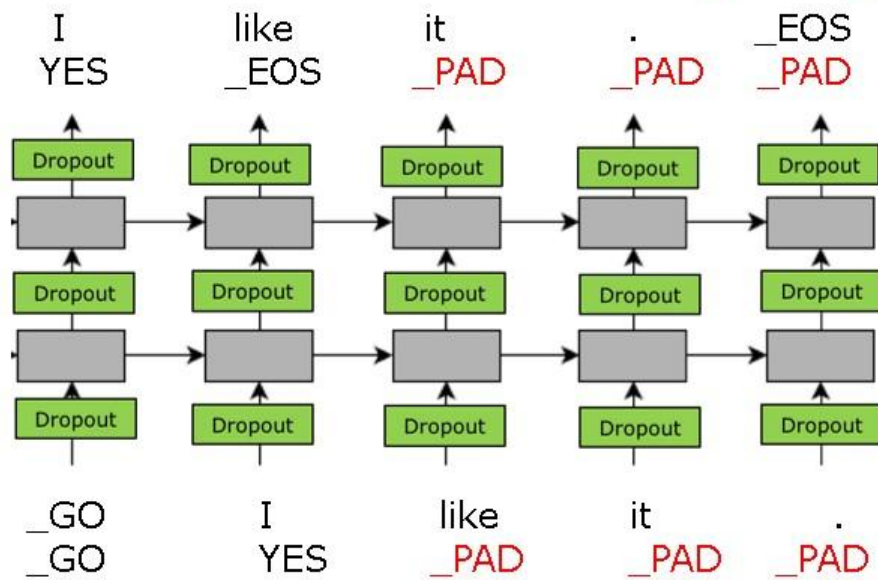 I like it . _EOS
YES _EOS _PAD _PAD _PAD
Dropout Dropout Dropout Dropout Dropout
Dropout Dropout Dropout Dropout Dropout
Dropout Dropout Dropout Dropout Dropout
_GO I like it .
_GO YES _PAD _PAD _PAD